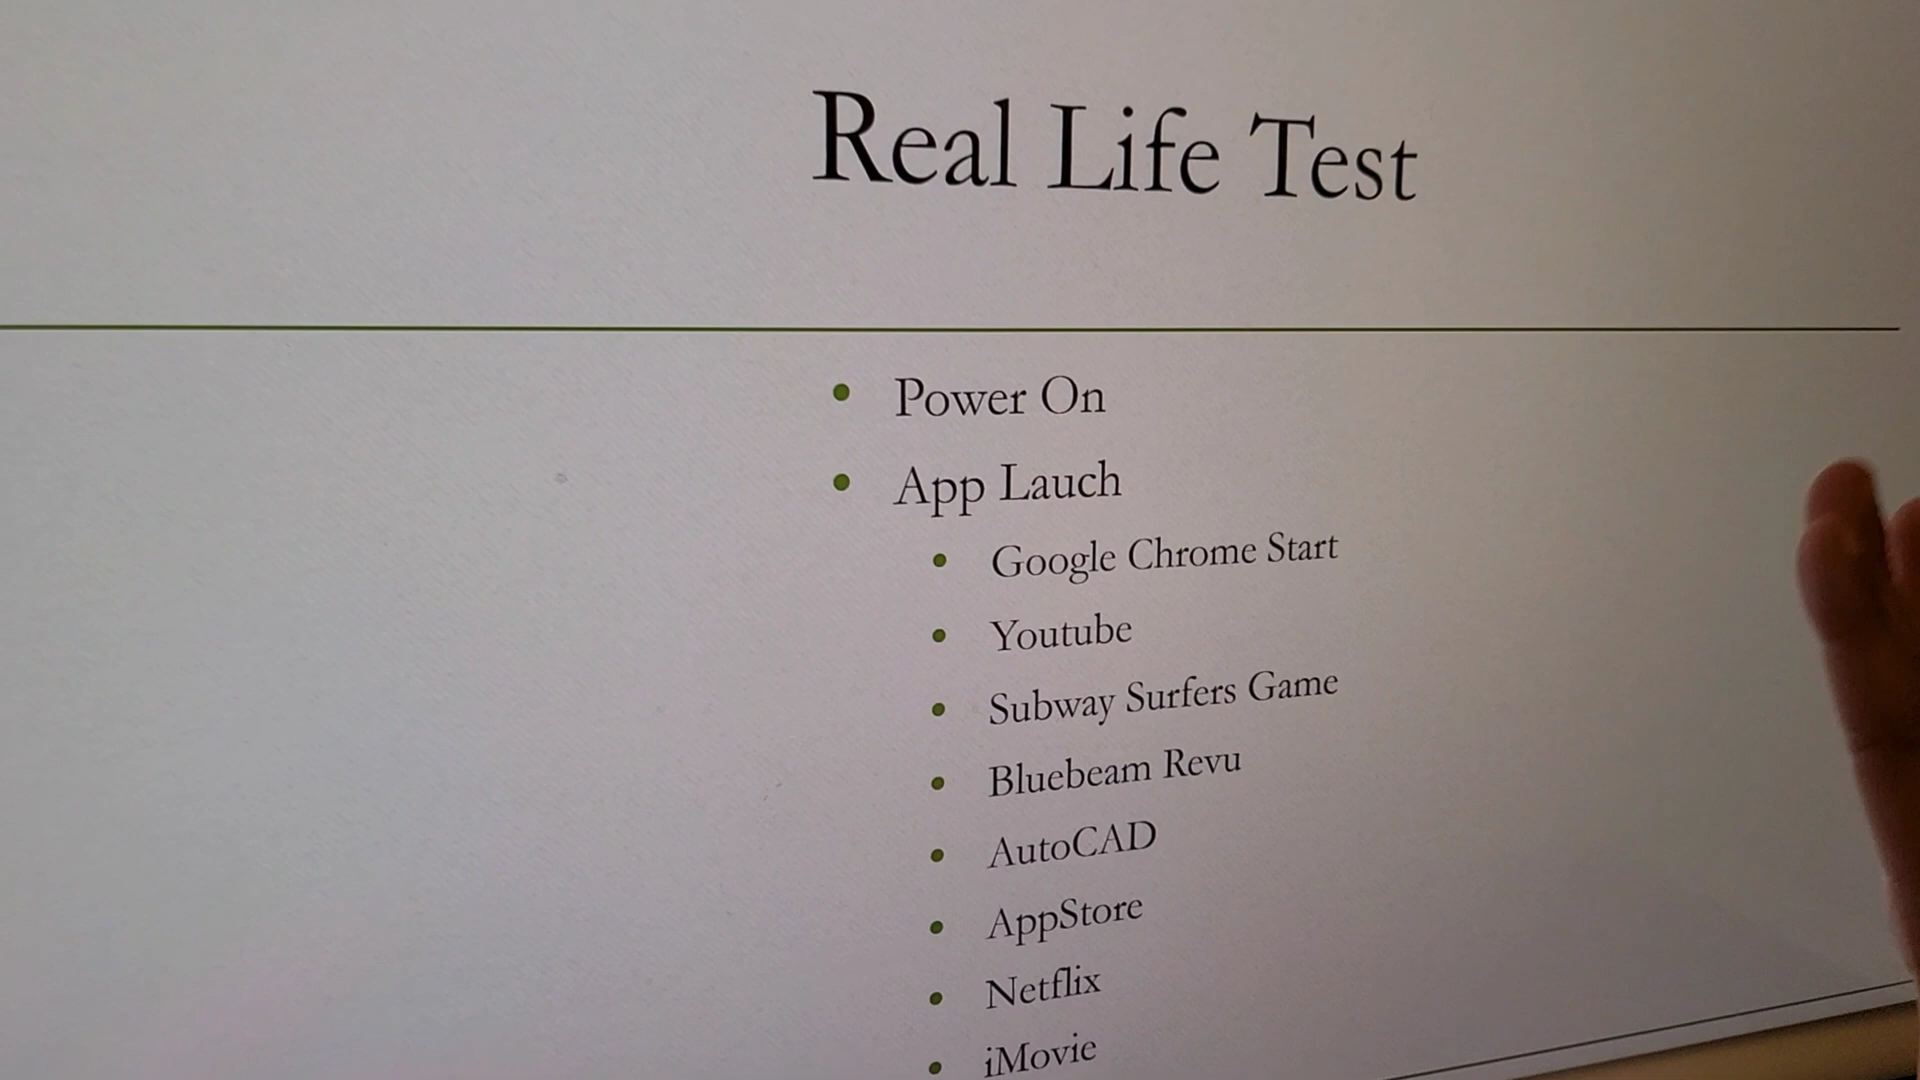 Real Life Test
Power On
App Lauch
Google Chrome Start
Youtube
Subway Surfers Game
Bluebeam Revu
AutoCAD
AppStore
Netflix
iMovie